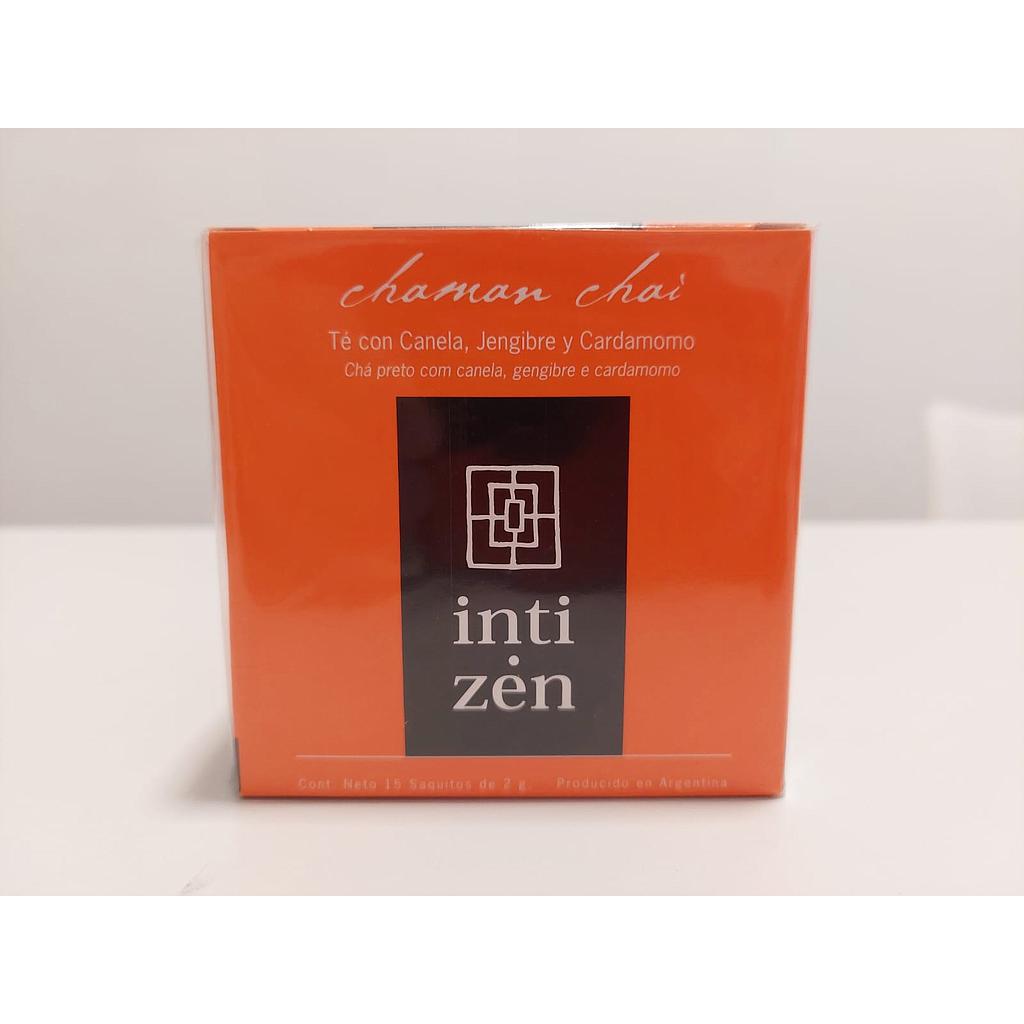 chaman chai
Té con Canela, Jengibre y Cardamomo
Chá preto com canela, gengibre e cardamomo
inti
zen
Cont. Neto 15 Saquitos de 2 g. Producido en Argentina